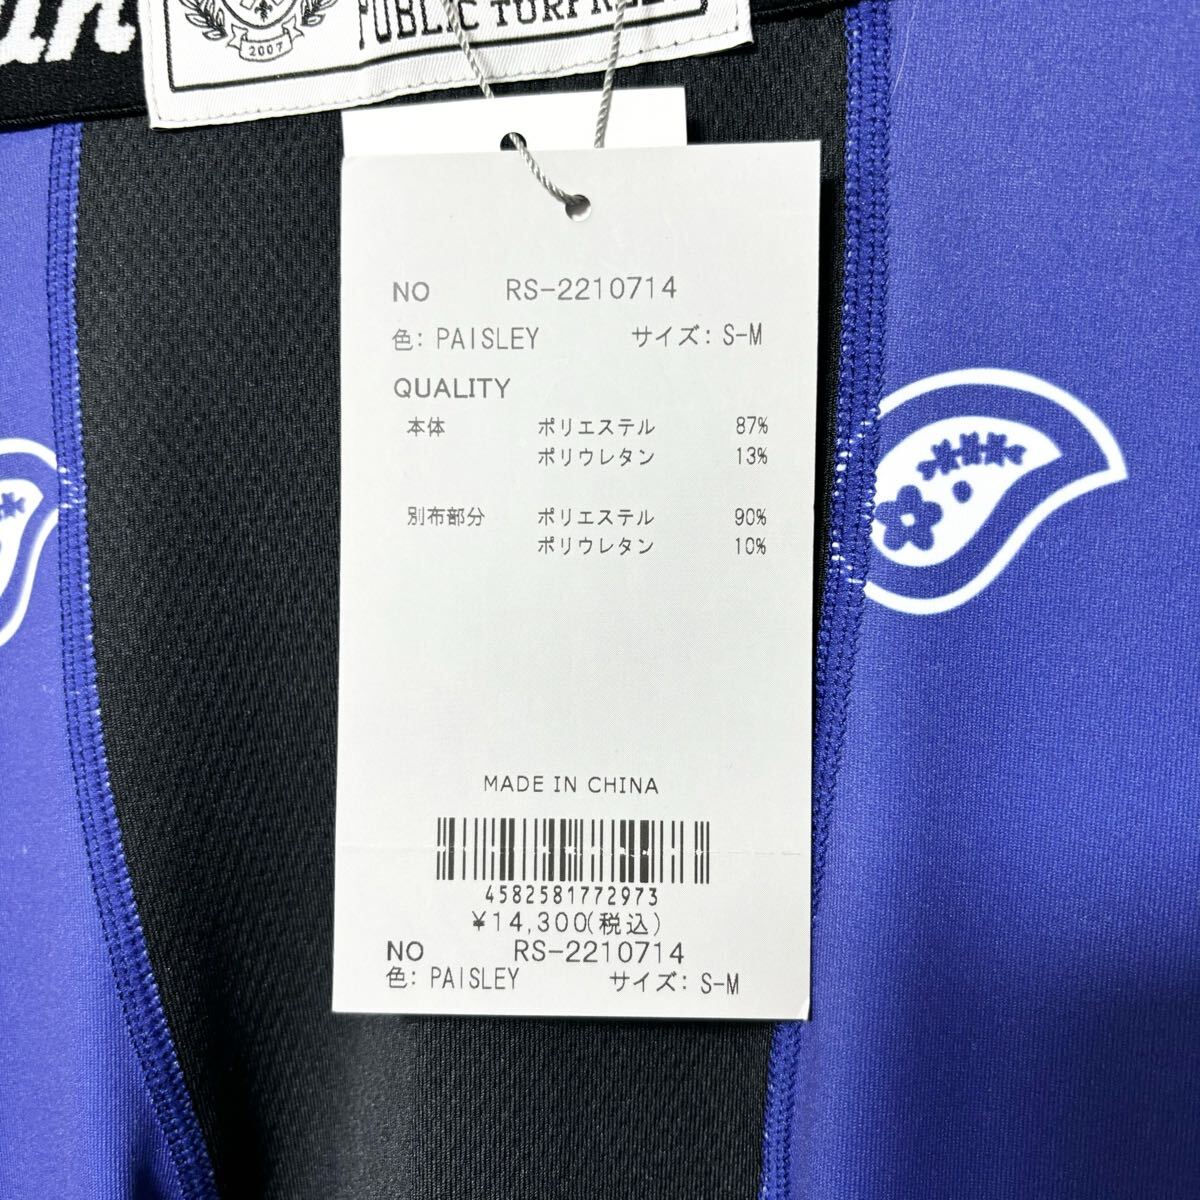 2007
PUBLIC
NO RS-2210714
色: PAISLEY サイズ: S-M
QUALITY
本体 ポリエステル 87%
ポリウレタン 13%
別布部分 ポリエステル 90%
ポリウレタン 10%
MADE IN CHINA
4582581772973
¥14,300(税込)
NO RS-2210714
色: PAISLEY サイズ: S-M